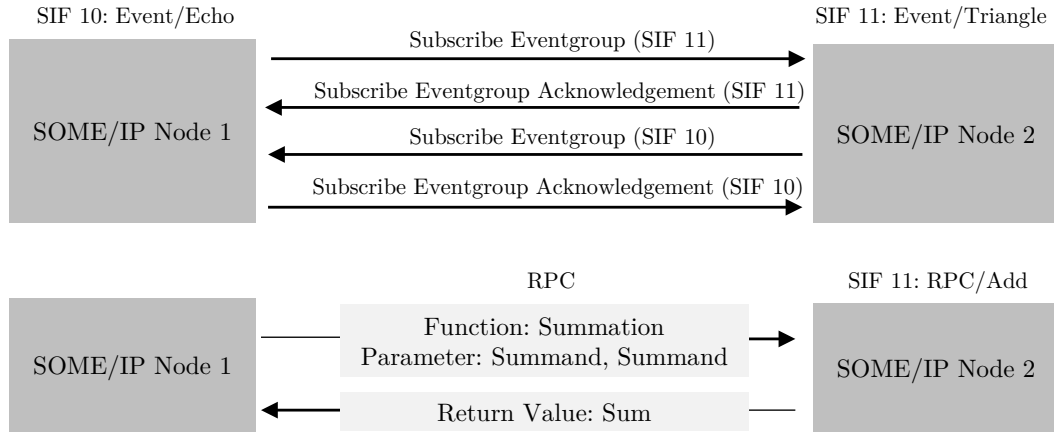 SIF 10: Event/Echo
SIF 11: Event/Triangle
Subscribe Eventgroup (SIF 11)
Subscribe Eventgroup Acknowledgement (SIF 11)
SOME/IP Node 1
SOME/IP Node 2
Subscribe Eventgroup (SIF 10)
Subscribe Eventgroup Acknowledgement (SIF 10)
RPC
SIF 11: RPC/Add
Function: Summation
Parameter: Summand, Summand
SOME/IP Node 1
SOME/IP Node 2
Return Value: Sum